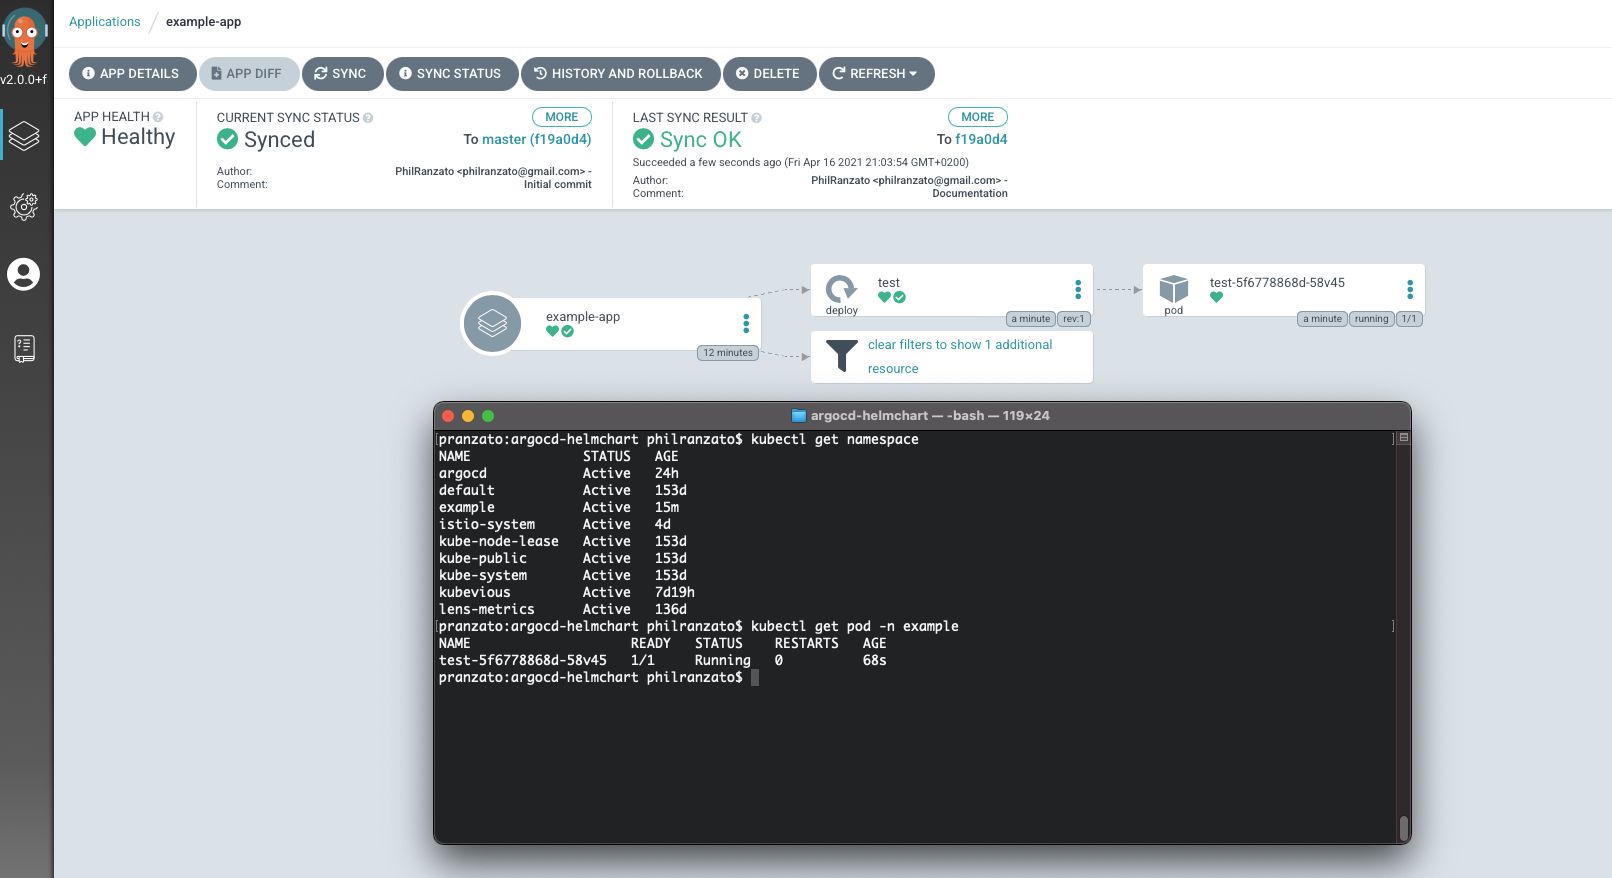 v2.0.0+f
Applications / example-app
APP DETAILS
APP DIFF
SYNC
SYNC STATUS
HISTORY AND ROLLBACK
DELETE
REFRESH
APP HEALTH
Healthy
CURRENT SYNC STATUS
MORE
Synced
To master (f19a0d4)
Author: PhilRanzato <philranzato@gmail.com> -
Comment: Initial commit
LAST SYNC RESULT
MORE
Sync OK
To f19a0d4
Succeeded a few seconds ago (Fri Apr 16 2021 21:03:54 GMT+0200)
Author: PhilRanzato <philranzato@gmail.com> -
Comment: Documentation
example-app
12 minutes
deploy
test
a minute
rev:1
pod
test-5f6778868d-58v45
a minute
running
1/1
clear filters to show 1 additional
resource
argocd-helmchart — -bash — 119×24
[pranzato:argocd-helmchart philranzato$ kubectl get namespace ]
NAME STATUS AGE
argocd Active 24h
default Active 153d
example Active 15m
istio-system Active 4d
kube-node-lease Active 153d
kube-public Active 153d
kube-system Active 153d
kubevious Active 7d19h
lens-metrics Active 136d
[pranzato:argocd-helmchart philranzato$ kubectl get pod -n example ]
NAME READY STATUS RESTARTS AGE
test-5f6778868d-58v45 1/1 Running 0 68s
pranzato:argocd-helmchart philranzato$